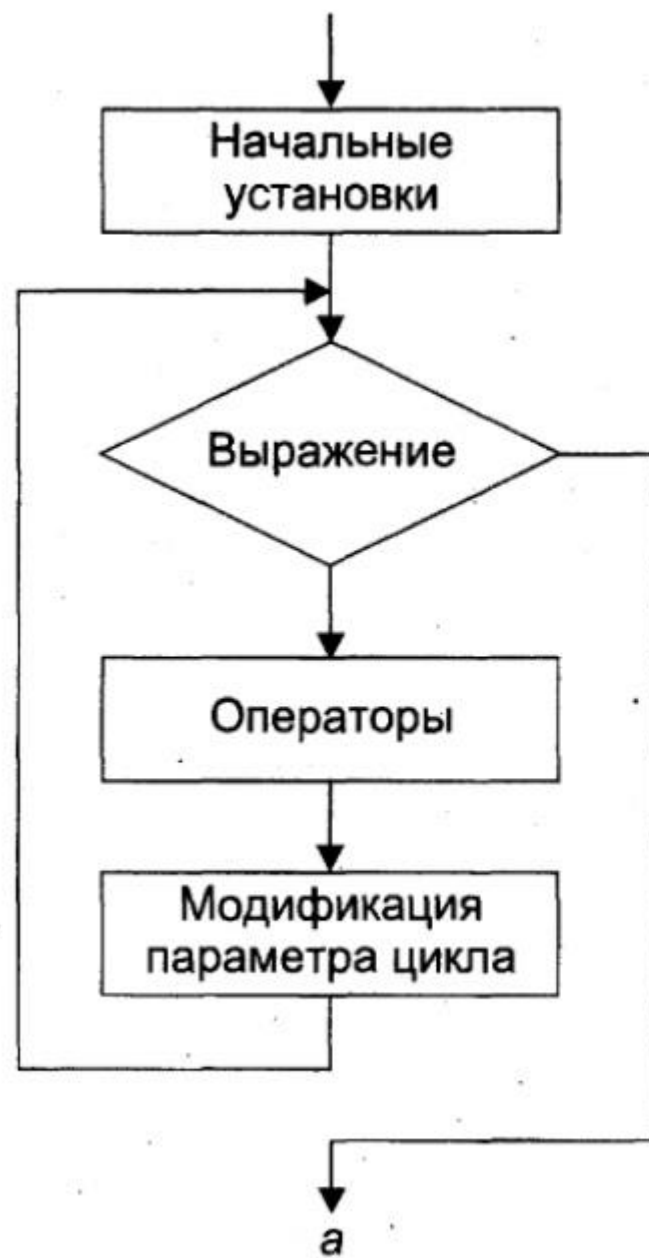 Начальные
установки
Выражение
Операторы
Модификация
параметра цикла
а